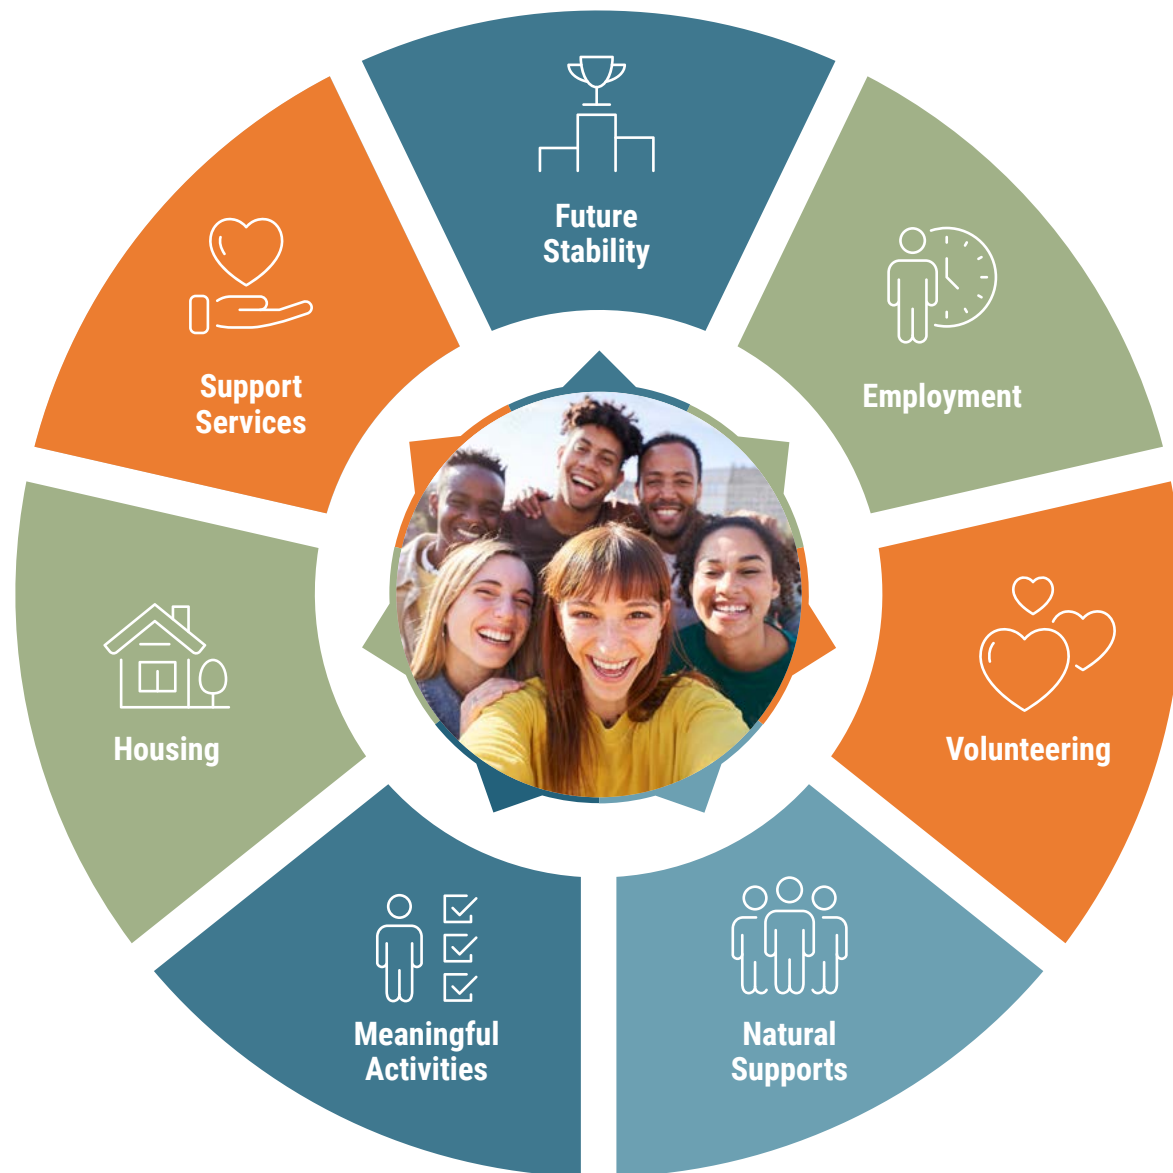 Future
Stability
Employment
Volunteering
Natural
Supports
Meaningful
Activities
Housing
Support
Services